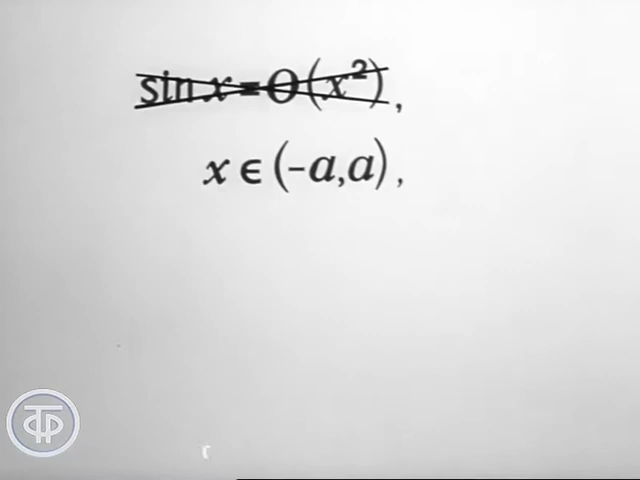 sin x = O(x²),
x ∈ (-a,a),